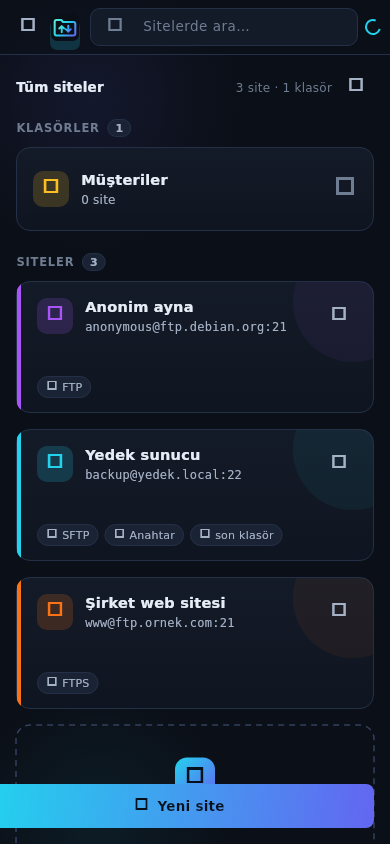 Sitelerde ara…
Tüm siteler
3 site · 1 klasör
KLASÖRLER 1
Müşteriler
0 site
SITELER 3
Anonim ayna
anonymous@ftp.debian.org:21
FTP
Yedek sunucu
backup@yedek.local:22
SFTP Anahtar son klasör
Şirket web sitesi
www@ftp.ornek.com:21
FTPS
Yeni site